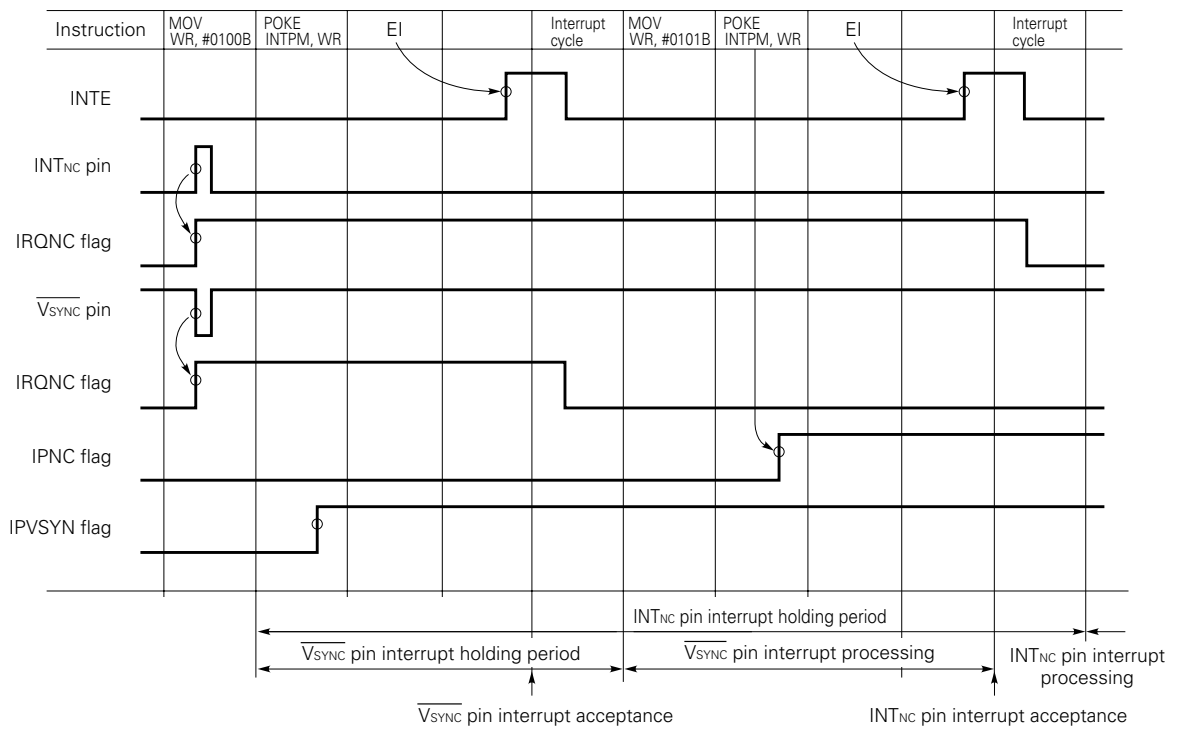 Instruction
MOV
WR, #0100B
POKE
INTPM, WR
EI
Interrupt
cycle
MOV
WR, #0101B
POKE
INTPM, WR
EI
Interrupt
cycle
INTE
INTNC pin
IRQNC flag
VSYNC pin
IRQNC flag
IPNC flag
IPVSYN flag
INTNC pin interrupt holding period
VSYNC pin interrupt holding period
VSYNC pin interrupt processing
INTNC pin interrupt
processing
VSYNC pin interrupt acceptance
INTNC pin interrupt acceptance